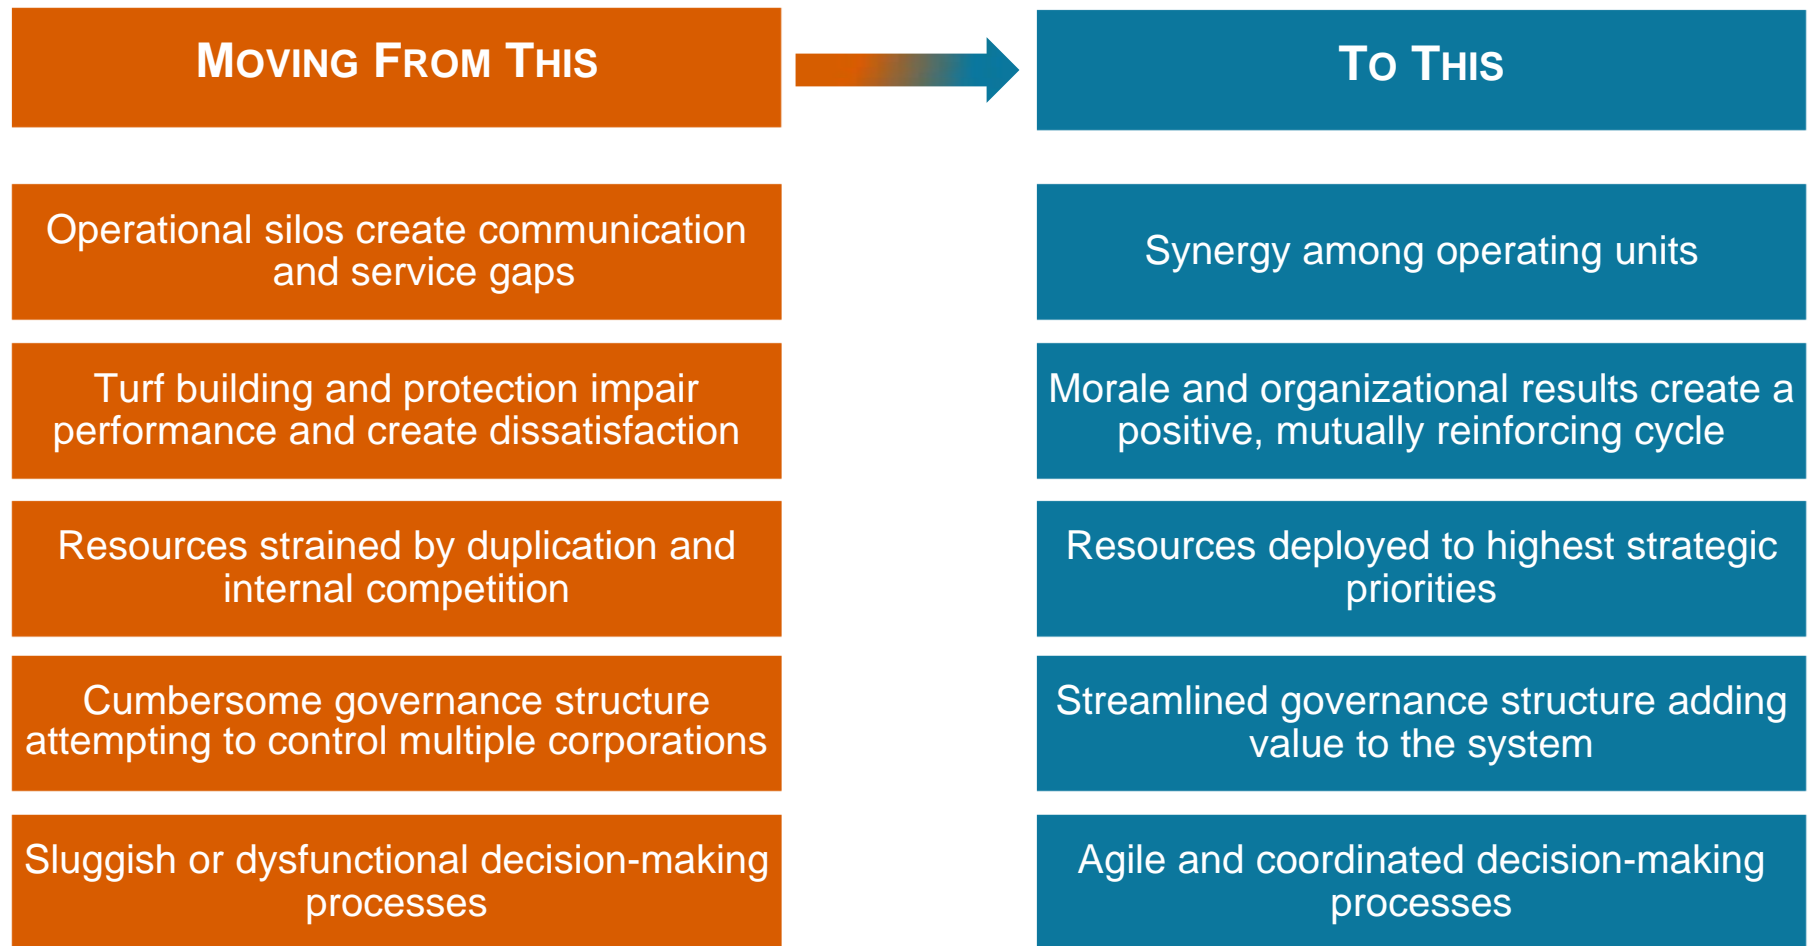 MOVING FROM THIS
TO THIS
Operational silos create communication
and service gaps
Synergy among operating units
Turf building and protection impair
performance and create dissatisfaction
Morale and organizational results create a
positive, mutually reinforcing cycle
Resources strained by duplication and
internal competition
Resources deployed to highest strategic
priorities
Cumbersome governance structure
attempting to control multiple corporations
Streamlined governance structure adding
value to the system
Sluggish or dysfunctional decision-making
processes
Agile and coordinated decision-making
processes